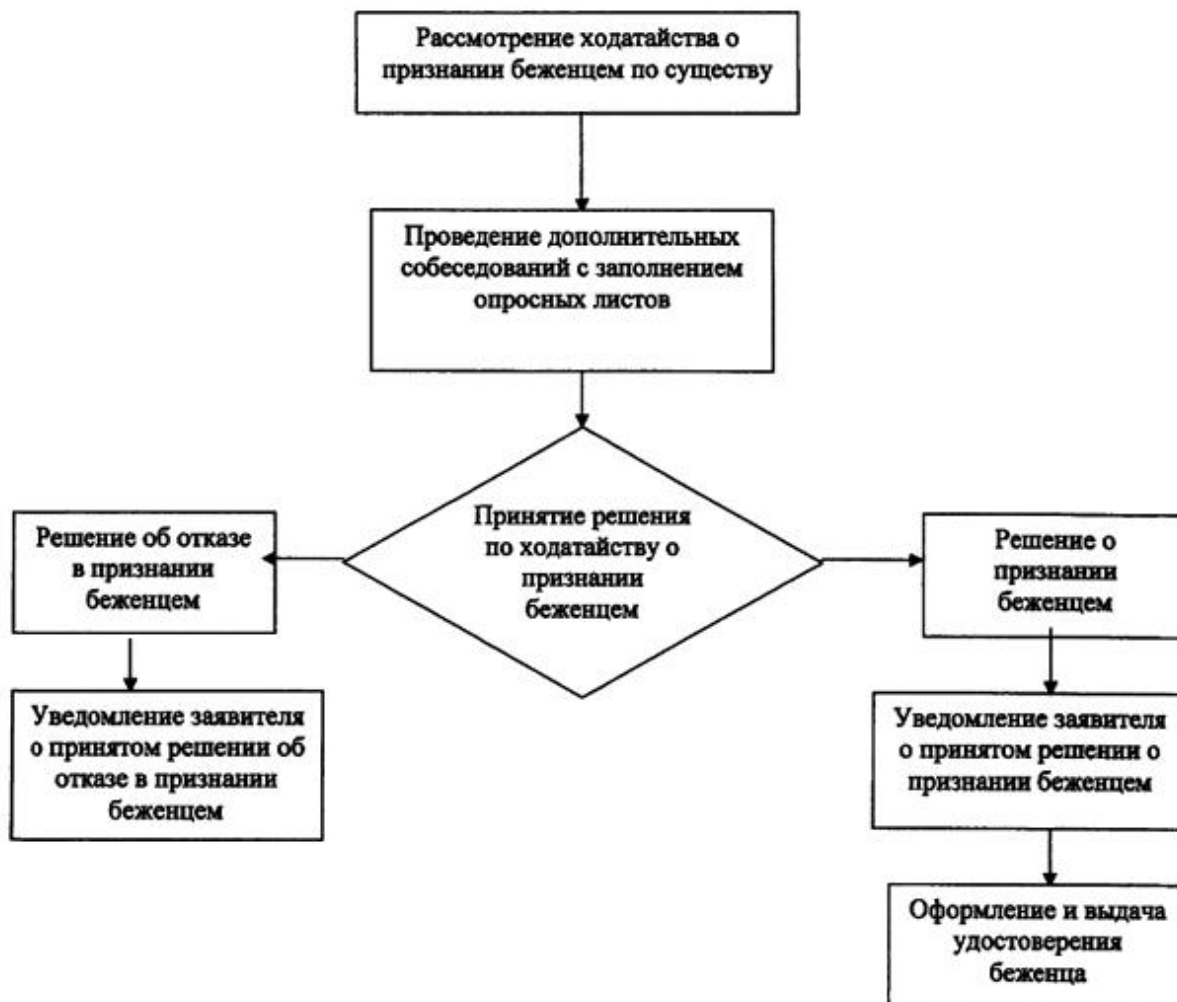 Рассмотрение ходатайства о
признании беженцем по существу
Проведение дополнительных
собеседований с заполнением
опросных листов
Принятие решения
по ходатайству о
признании
беженцем
Решение об отказе
в признании
беженцем
Решение о
признании
беженцем
Уведомление заявителя
о принятом решении об
отказе в признании
беженцем
Уведомление заявителя
о принятом решении о
признании беженцем
Оформление и выдача
удостоверения
беженца